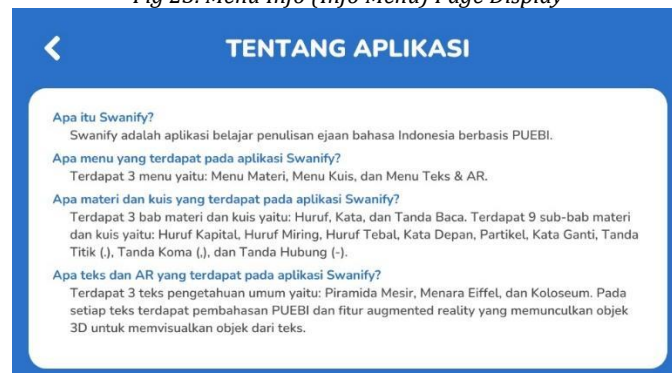 Fig 23. Menu Info (Info Menu) Page Display
TENTANG APLIKASI
Apa itu Swanify?
Swanify adalah aplikasi belajar penulisan ejaan bahasa Indonesia berbasis PUEBI.
Apa menu yang terdapat pada aplikasi Swanify?
Terdapat 3 menu yaitu: Menu Materi, Menu Kuis, dan Menu Teks & AR.
Apa materi dan kuis yang terdapat pada aplikasi Swanify?
Terdapat 3 bab materi dan kuis yaitu: Huruf, Kata, dan Tanda Baca. Terdapat 9 sub-bab materi
dan kuis yaitu: Huruf Kapital, Huruf Miring, Huruf Tebal, Kata Depan, Partikel, Kata Ganti, Tanda
Titik (.), Tanda Koma (,), dan Tanda Hubung (-).
Apa teks dan AR yang terdapat pada aplikasi Swanify?
Terdapat 3 teks pengetahuan umum yaitu: Piramida Mesir, Menara Eiffel, dan Koloseum. Pada
setiap teks terdapat pembahasan PUEBI dan fitur augmented reality yang memunculkan objek
3D untuk memvisualkan objek dari teks.